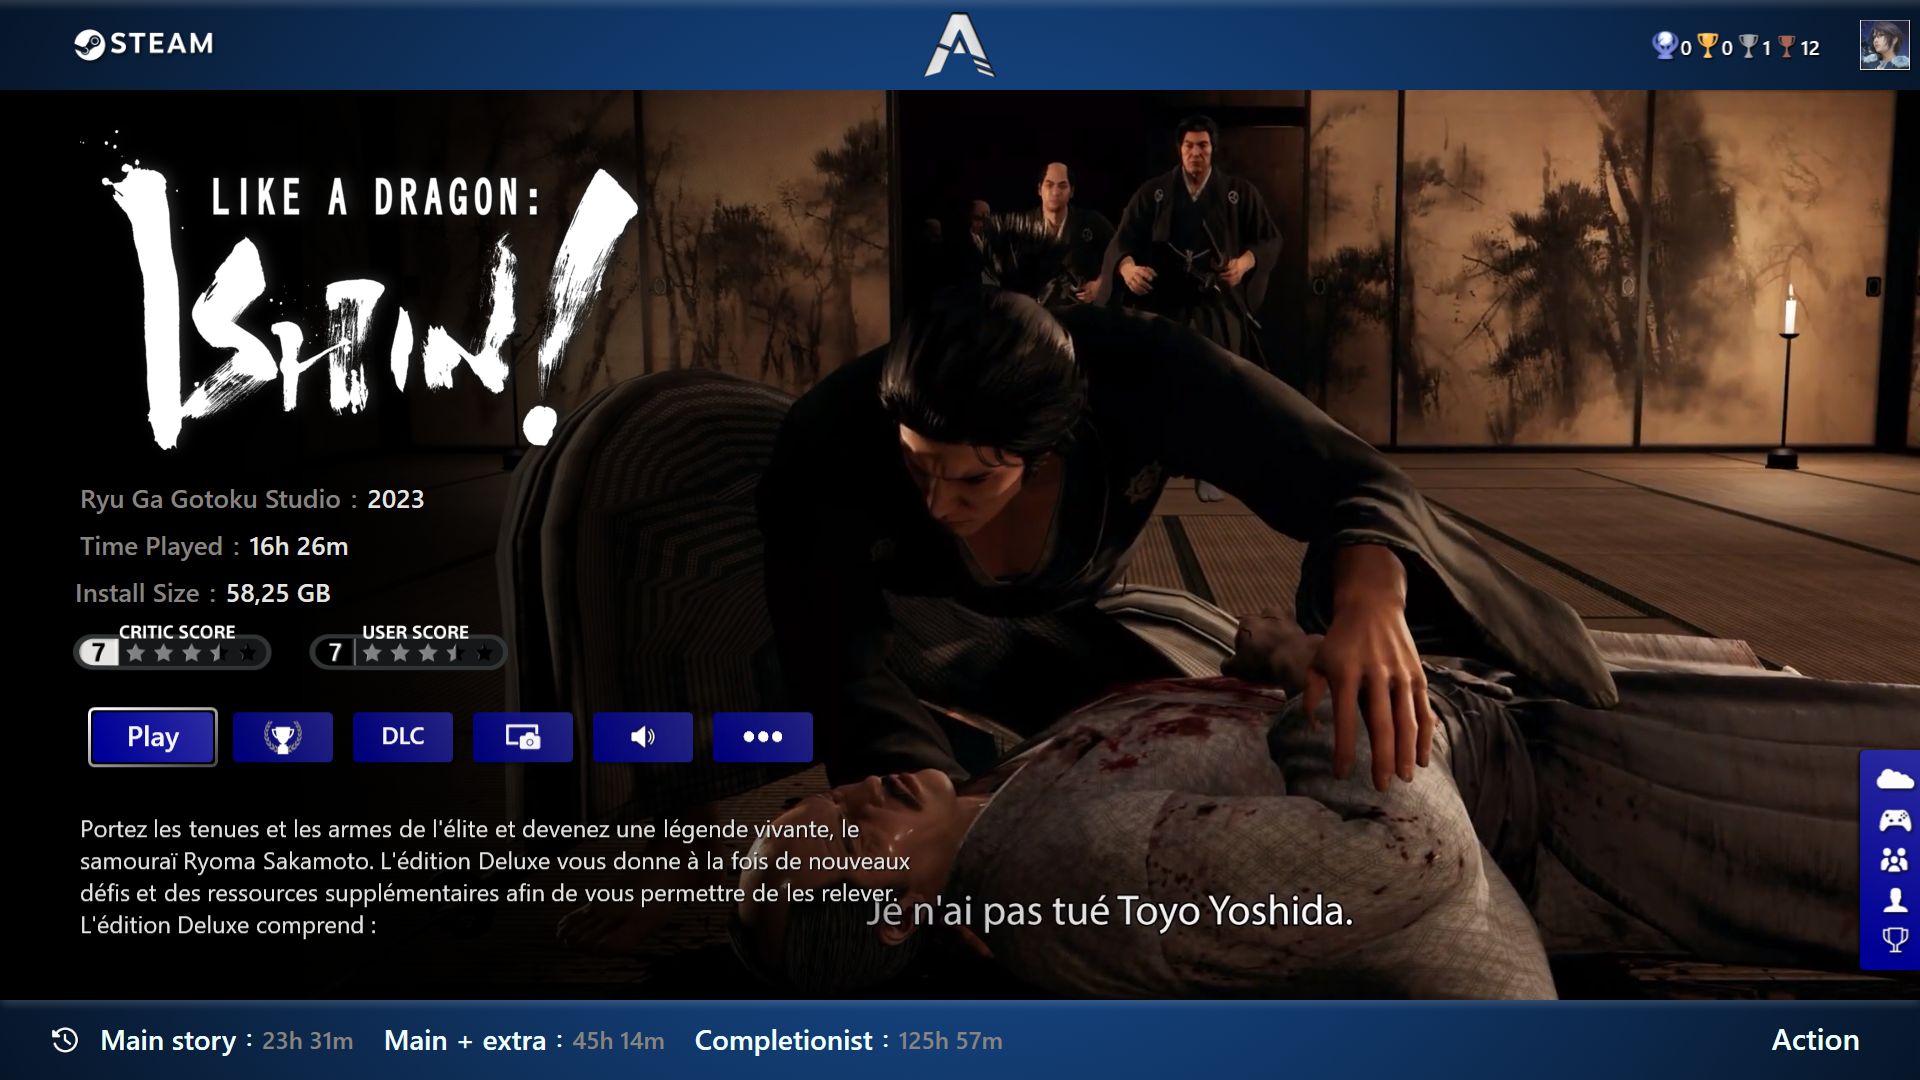 STEAM
0 0 1 12
LIKE A DRAGON:
ISHIN!
Ryu Ga Gotoku Studio : 2023
Time Played : 16h 26m
Install Size : 58,25 GB
CRITIC SCORE
7
USER SCORE
7
Play
DLC
Portez les tenues et les armes de l'élite et devenez une légende vivante, le
samouraï Ryoma Sakamoto. L'édition Deluxe vous donne à la fois de nouveaux
défis et des ressources supplémentaires afin de vous permettre de les relever.
L'édition Deluxe comprend :
Je n'ai pas tué Toyo Yoshida.
Main story : 23h 31m Main + extra : 45h 14m Completionist : 125h 57m
Action